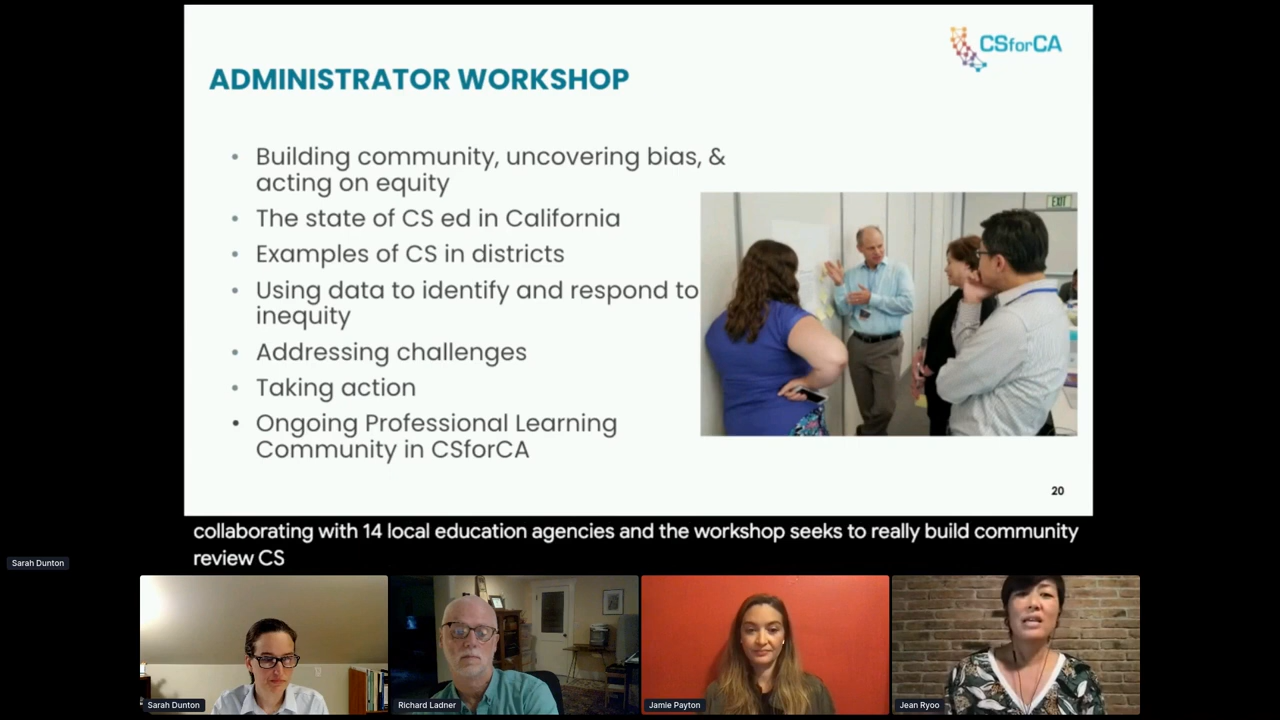 CSforCA
ADMINISTRATOR WORKSHOP
• Building community, uncovering bias, &
acting on equity
• The state of CS ed in California
• Examples of CS in districts
• Using data to identify and respond to
inequity
• Addressing challenges
• Taking action
• Ongoing Professional Learning
Community in CSforCA
EXIT
20
collaborating with 14 local education agencies and the workshop seeks to really build community
review CS
Sarah Dunton
Sarah Dunton
Richard Ladner
Jamie Payton
Jean Ryoo